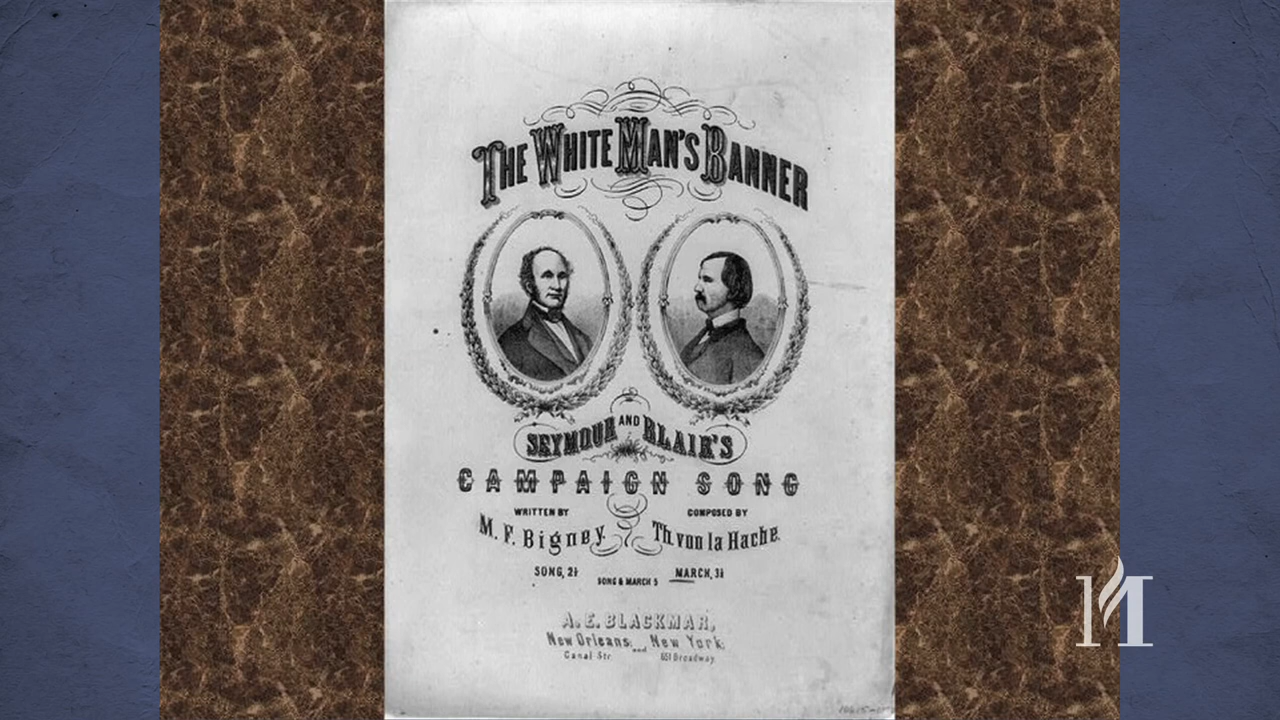 THE WHITE MAN'S BANNER
SEYMOUR AND BLAIR'S
CAMPAIGN SONG
WRITTEN BY COMPOSED BY
M. F. Bigney. Th. von la Hache.
SONG, 2½ SONG & MARCH 5 MARCH, 3½
A. E. BLACKMAR,
New Orleans, and New York,
Canal Str. 651 Broadway.